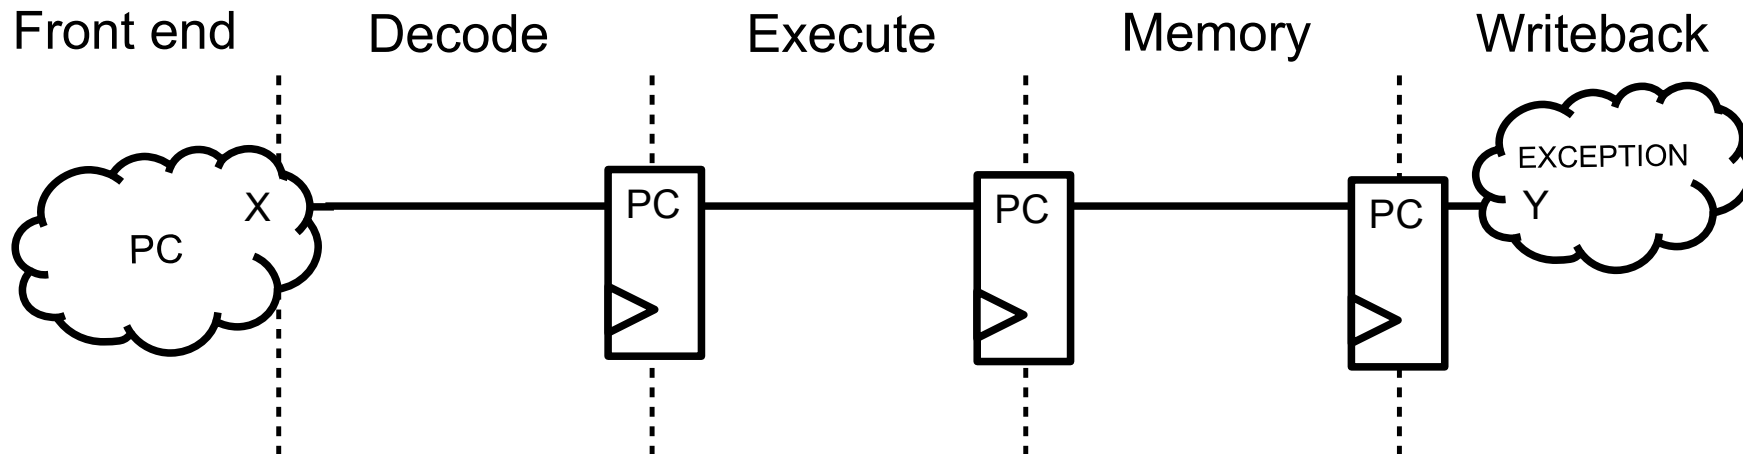 Front end
Decode
Execute
Memory
Writeback
X
PC
PC
PC
PC
EXCEPTION
Y